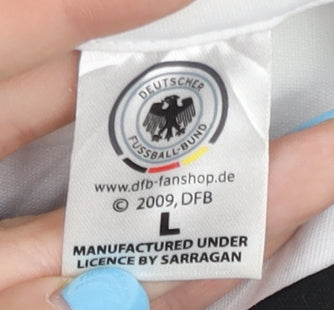 DEUTSCHER
FUSSBALL-BUND
www.dfb-fanshop.de
© 2009, DFB
L
MANUFACTURED UNDER
LICENCE BY SARRAGAN